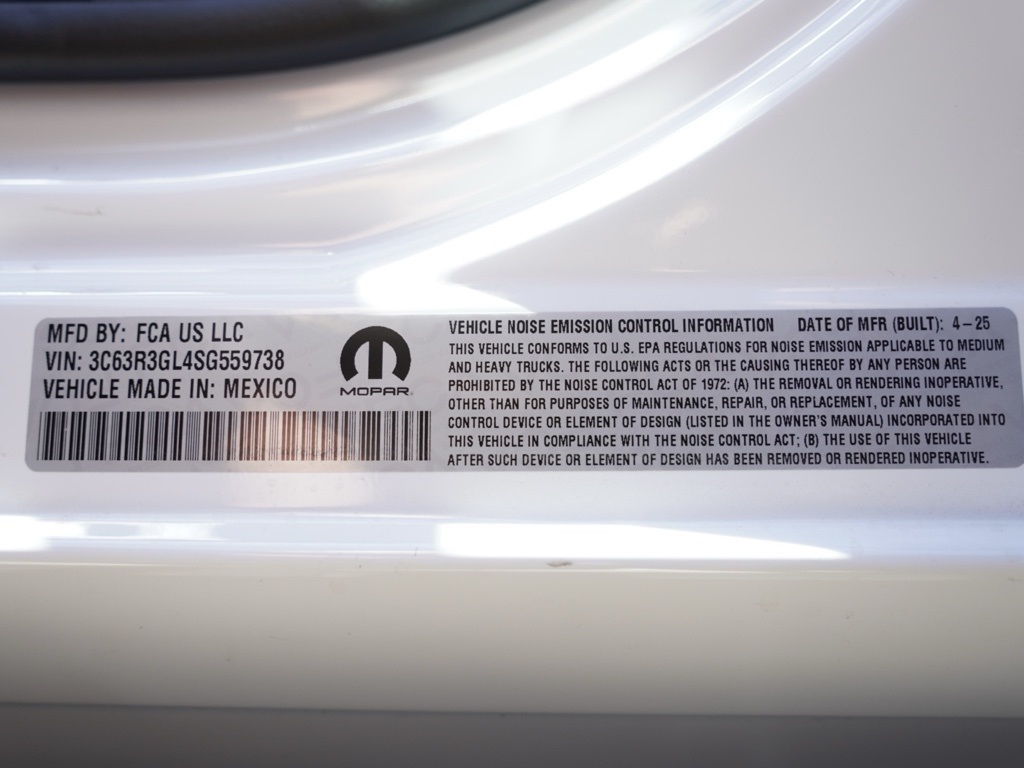 MFD BY: FCA US LLC
VIN: 3C63R3GL4SG559738
VEHICLE MADE IN: MEXICO
MOPAR
VEHICLE NOISE EMISSION CONTROL INFORMATION DATE OF MFR (BUILT): 4-25
THIS VEHICLE CONFORMS TO U.S. EPA REGULATIONS FOR NOISE EMISSION APPLICABLE TO MEDIUM
AND HEAVY TRUCKS. THE FOLLOWING ACTS OR THE CAUSING THEREOF BY ANY PERSON ARE
PROHIBITED BY THE NOISE CONTROL ACT OF 1972: (A) THE REMOVAL OR RENDERING INOPERATIVE,
OTHER THAN FOR PURPOSES OF MAINTENANCE, REPAIR, OR REPLACEMENT, OF ANY NOISE
CONTROL DEVICE OR ELEMENT OF DESIGN (LISTED IN THE OWNER'S MANUAL) INCORPORATED INTO
THIS VEHICLE IN COMPLIANCE WITH THE NOISE CONTROL ACT; (B) THE USE OF THIS VEHICLE
AFTER SUCH DEVICE OR ELEMENT OF DESIGN HAS BEEN REMOVED OR RENDERED INOPERATIVE.